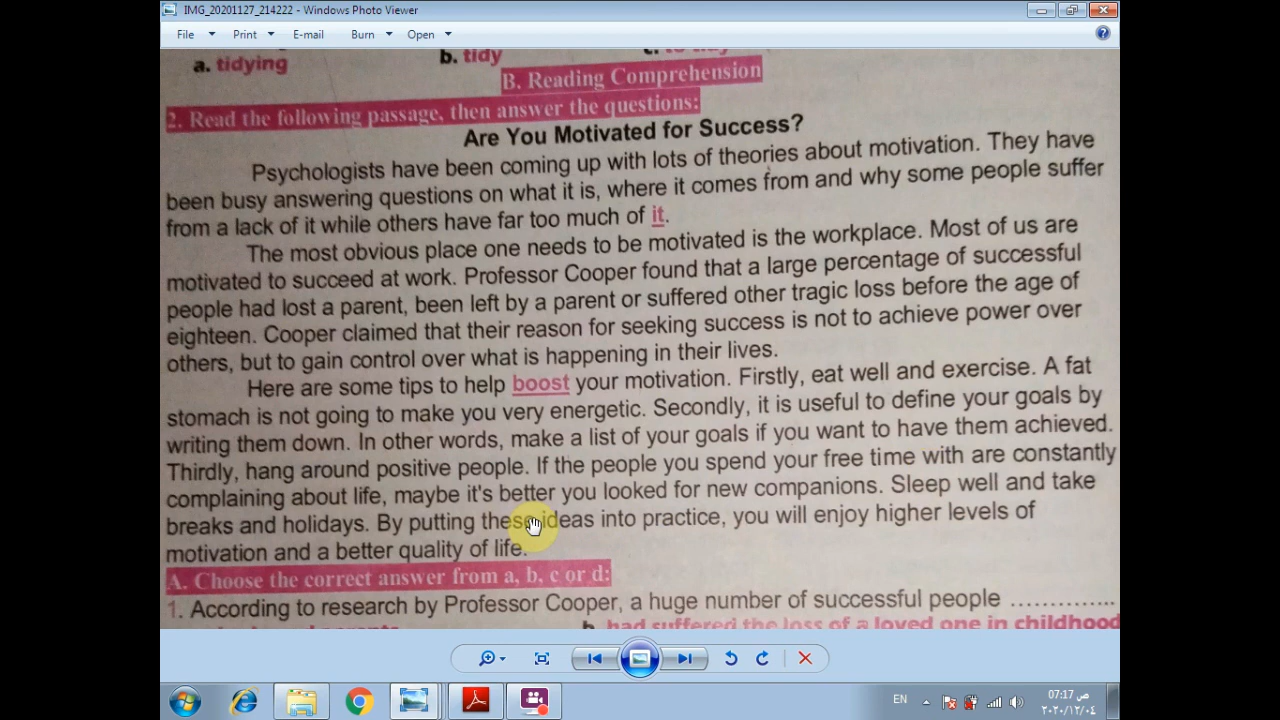 IMG_20201127_214222 - Windows Photo Viewer
File Print E-mail Burn Open
a. tidying b. tidy c. to tidy
B. Reading Comprehension
2. Read the following passage, then answer the questions:
Are You Motivated for Success?
Psychologists have been coming up with lots of theories about motivation. They have
been busy answering questions on what it is, where it comes from and why some people suffer
from a lack of it while others have far too much of it.
The most obvious place one needs to be motivated is the workplace. Most of us are
motivated to succeed at work. Professor Cooper found that a large percentage of successful
people had lost a parent, been left by a parent or suffered other tragic loss before the age of
eighteen. Cooper claimed that their reason for seeking success is not to achieve power over
others, but to gain control over what is happening in their lives.
Here are some tips to help boost your motivation. Firstly, eat well and exercise. A fat
stomach is not going to make you very energetic. Secondly, it is useful to define your goals by
writing them down. In other words, make a list of your goals if you want to have them achieved.
Thirdly, hang around positive people. If the people you spend your free time with are constantly
complaining about life, maybe it's better you looked for new companions. Sleep well and take
breaks and holidays. By putting these ideas into practice, you will enjoy higher levels of
motivation and a better quality of life.
A. Choose the correct answer from a, b, c or d:
1. According to research by Professor Cooper, a huge number of successful people ..............
parents b. had suffered the loss of a loved one in childhood
EN
07:17 ص
٢٠٢٠/١٢/٠٤